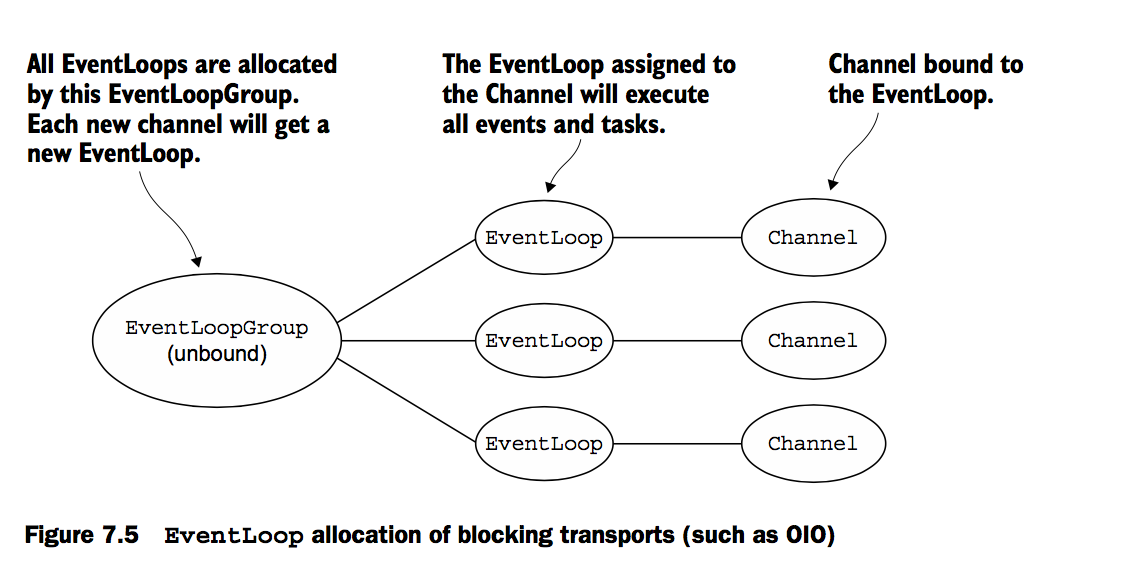 All EventLoops are allocated
by this EventLoopGroup.
Each new channel will get a
new EventLoop.
The EventLoop assigned to
the Channel will execute
all events and tasks.
Channel bound to
the EventLoop.
EventLoopGroup
(unbound)
EventLoop
Channel
EventLoop
Channel
EventLoop
Channel
Figure 7.5 EventLoop allocation of blocking transports (such as OIO)